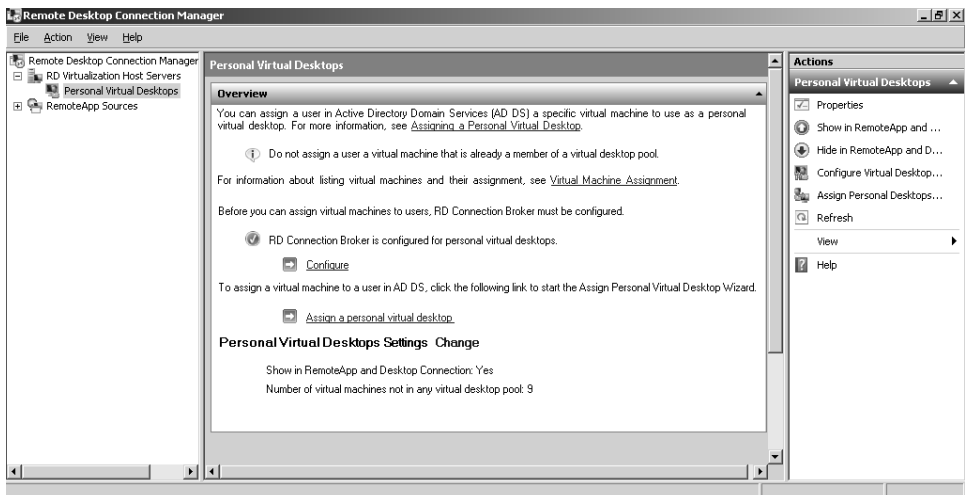 Remote Desktop Connection Manager
File Action View Help
Remote Desktop Connection Manager
RD Virtualization Host Servers
Personal Virtual Desktops
RemoteApp Sources
Personal Virtual Desktops
Overview
You can assign a user in Active Directory Domain Services (AD DS) a specific virtual machine to use as a personal
virtual desktop. For more information, see Assigning a Personal Virtual Desktop.
Do not assign a user a virtual machine that is already a member of a virtual desktop pool.
For information about listing virtual machines and their assignment, see Virtual Machine Assignment.
Before you can assign virtual machines to users, RD Connection Broker must be configured.
RD Connection Broker is configured for personal virtual desktops.
Configure
To assign a virtual machine to a user in AD DS, click the following link to start the Assign Personal Virtual Desktop Wizard.
Assign a personal virtual desktop
Personal Virtual Desktops Settings Change
Show in RemoteApp and Desktop Connection: Yes
Number of virtual machines not in any virtual desktop pool: 9
Actions
Personal Virtual Desktops
Properties
Show in RemoteApp and ...
Hide in RemoteApp and D...
Configure Virtual Desktop...
Assign Personal Desktops...
Refresh
View
Help